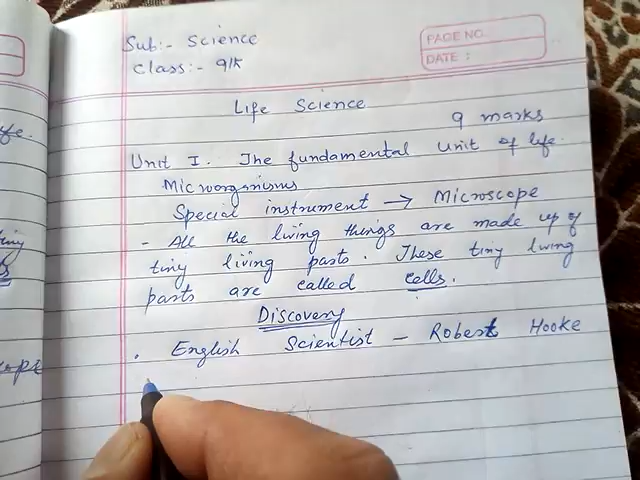 Sub:- Science
Class:- 9th
PAGE NO.
DATE :
Life Science
9 marks
Unit I. The fundamental unit of life.
Microorganisms
Special instrument → Microscope
- All the living things are made up of
tiny living parts. These tiny living
parts are called cells.
Discovery
. English Scientist - Robert Hooke